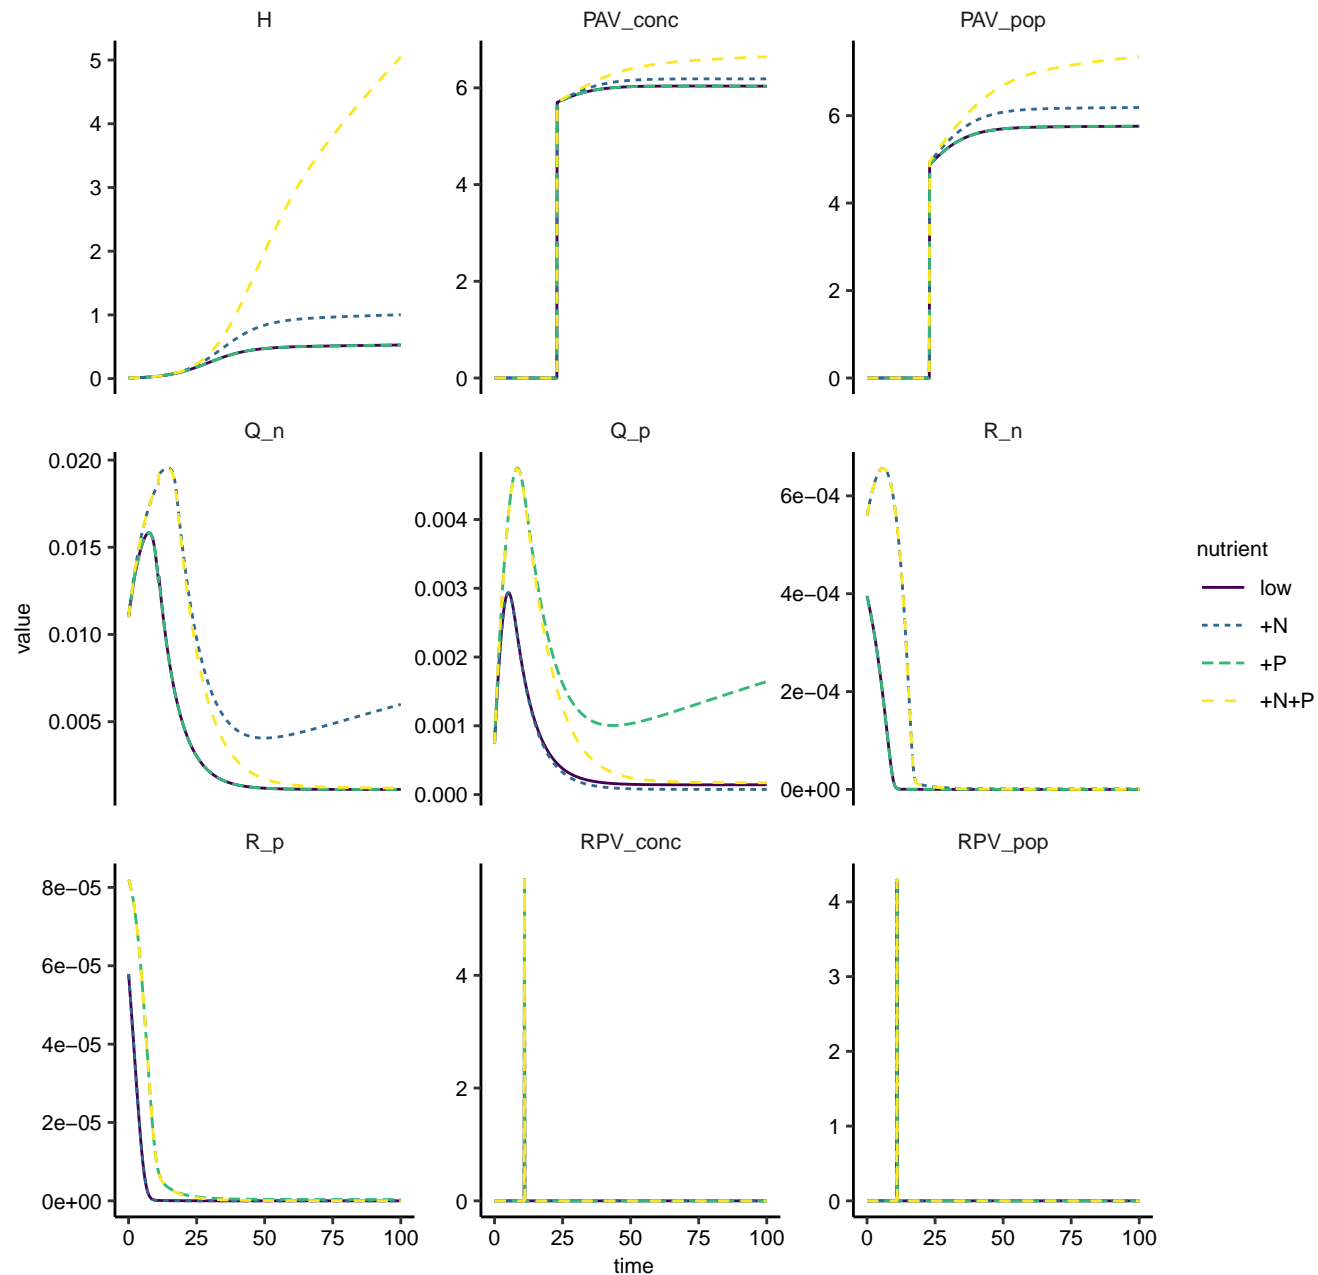 H PAV_conc PAV_pop
5
4
3
2
1
0
6
4
2
0
6
4
2
0
Q_n Q_p R_n
0.020
0.015
0.010
0.005
0.004
0.003
0.002
0.001
0.000
6e−04
4e−04
2e−04
0e+00
R_p RPV_conc RPV_pop
8e−05
6e−05
4e−05
2e−05
0e+00
4
2
0
4
3
2
1
0
0 25 50 75 100
0 25 50 75 100
0 25 50 75 100
time
value
nutrient
low
+N
+P
+N+P